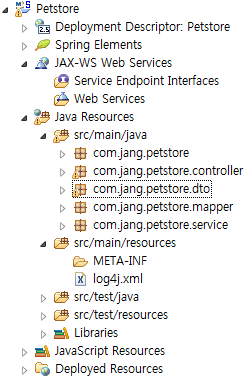 Petstore
Deployment Descriptor: Petstore
Spring Elements
JAX-WS Web Services
Service Endpoint Interfaces
Web Services
Java Resources
src/main/java
com.jang.petstore
com.jang.petstore.controller
com.jang.petstore.dto
com.jang.petstore.mapper
com.jang.petstore.service
src/main/resources
META-INF
log4j.xml
src/test/java
src/test/resources
Libraries
JavaScript Resources
Deployed Resources